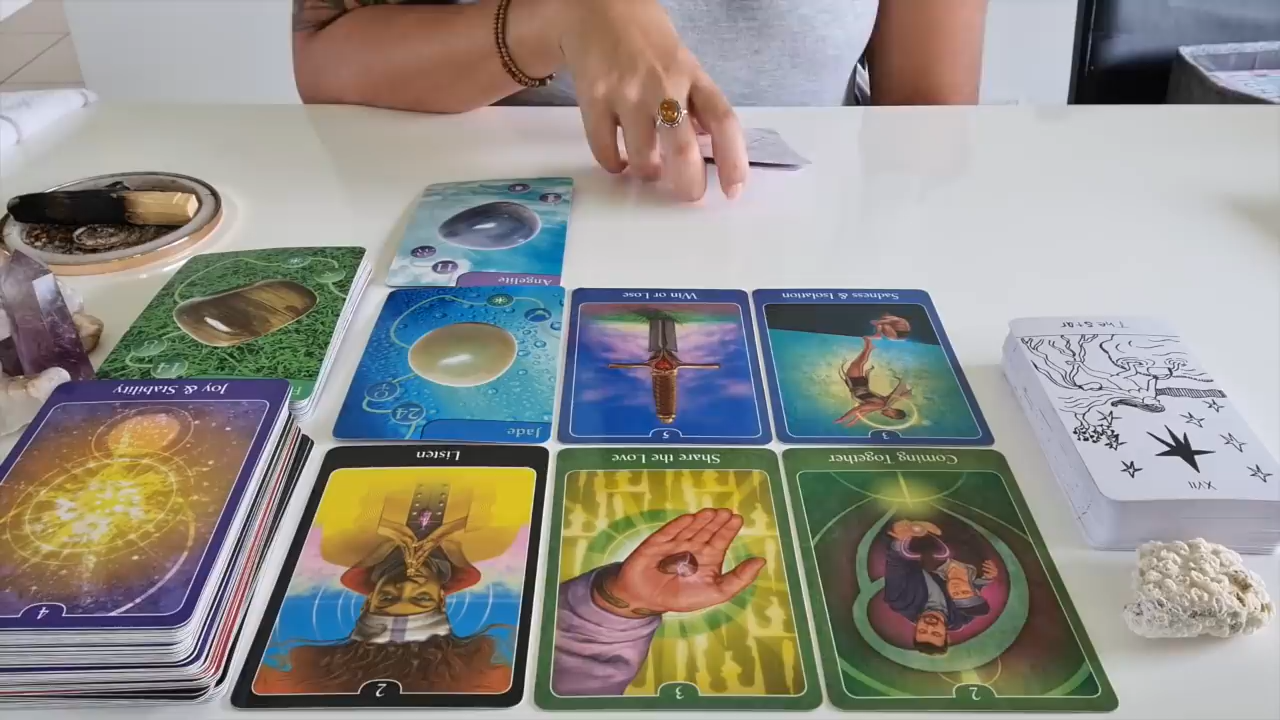 Angelite
11
Jade
24
Win or Lose
5
Sadness & Isolation
3
The Star
XVII
Joy & Stability
4
Listen
2
Share the Love
3
Coming Together
2